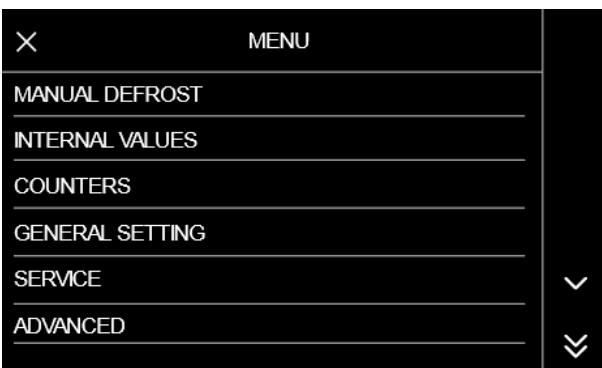 MENU
MANUAL DEFROST
INTERNAL VALUES
COUNTERS
GENERAL SETTING
SERVICE
ADVANCED